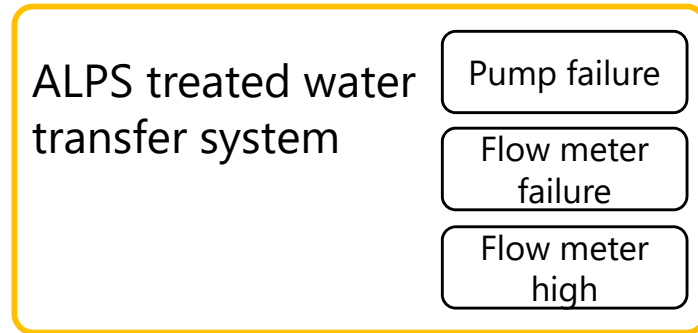 ALPS treated water
transfer system
Pump failure
Flow meter
failure
Flow meter
high